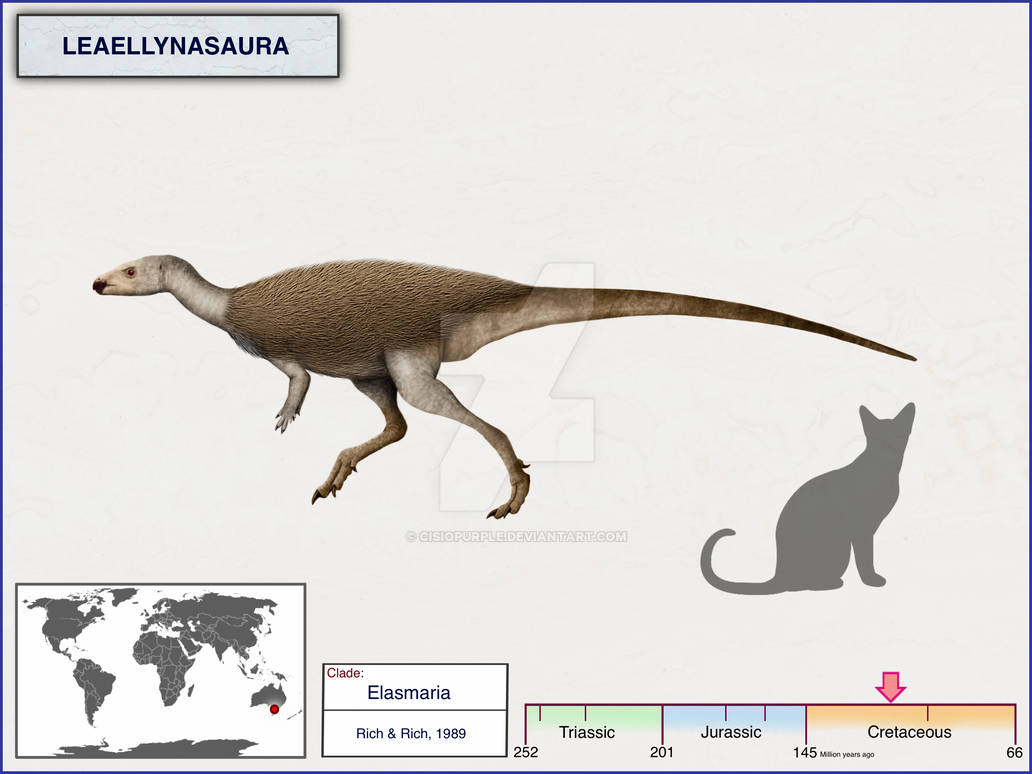 LEAELLYNASAURA
© CISIOPURPLE.DEVIANTART.COM
Clade:
Elasmaria
Rich & Rich, 1989
Triassic
Jurassic
Cretaceous
252
201
145
Million years ago
66